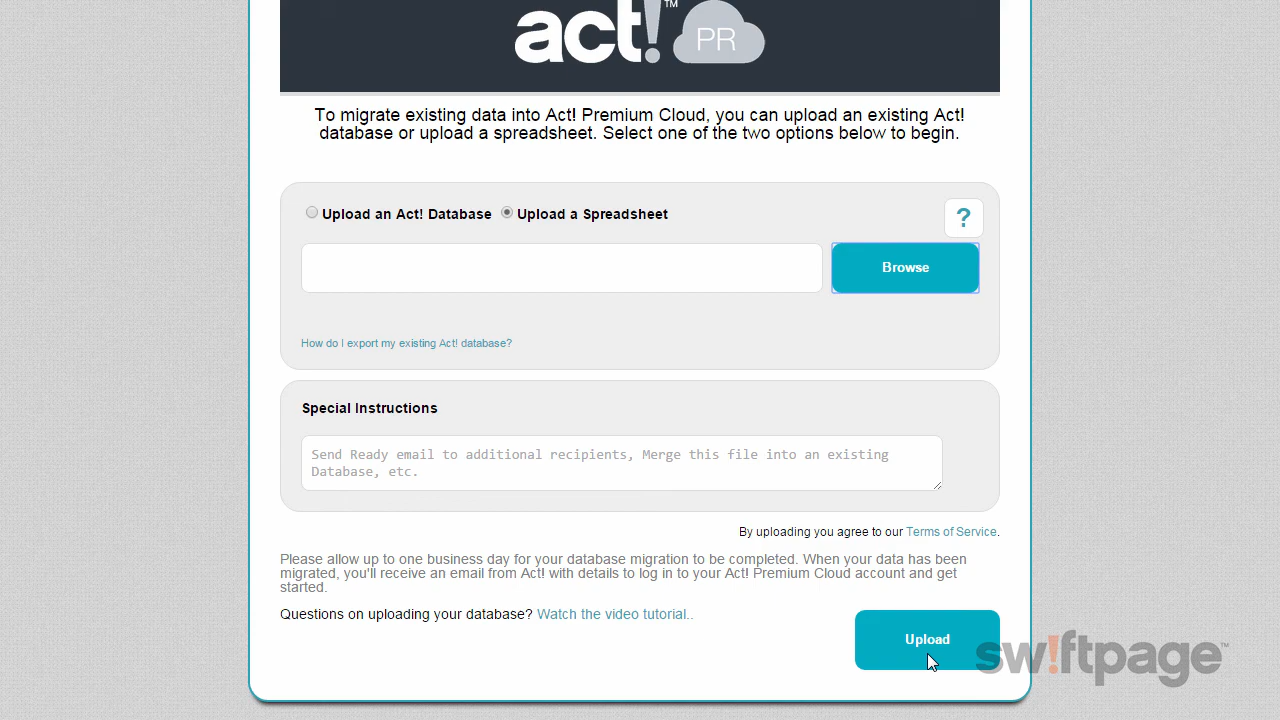 act!™ PR
To migrate existing data into Act! Premium Cloud, you can upload an existing Act!
database or upload a spreadsheet. Select one of the two options below to begin.
Upload an Act! Database Upload a Spreadsheet
?
Browse
How do I export my existing Act! database?
Special Instructions
Send Ready email to additional recipients, Merge this file into an existing
Database, etc.
By uploading you agree to our Terms of Service.
Please allow up to one business day for your database migration to be completed. When your data has been
migrated, you'll receive an email from Act! with details to log in to your Act! Premium Cloud account and get
started.
Questions on uploading your database? Watch the video tutorial..
Upload
sw!ftpage™